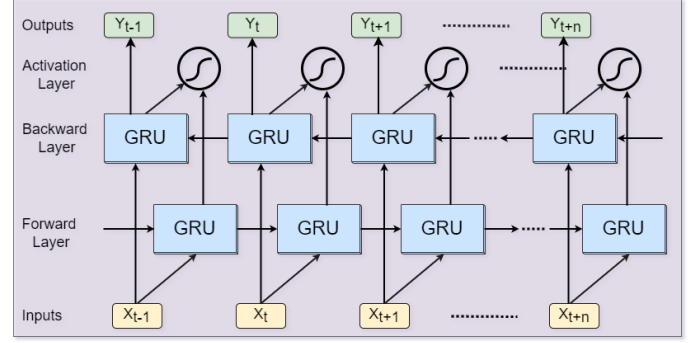 Outputs
Yt-1
Yt
Yt+1
Yt+n
Activation
Layer
Backward
Layer
GRU
GRU
GRU
GRU
Forward
Layer
GRU
GRU
GRU
GRU
Inputs
Xt-1
Xt
Xt+1
Xt+n